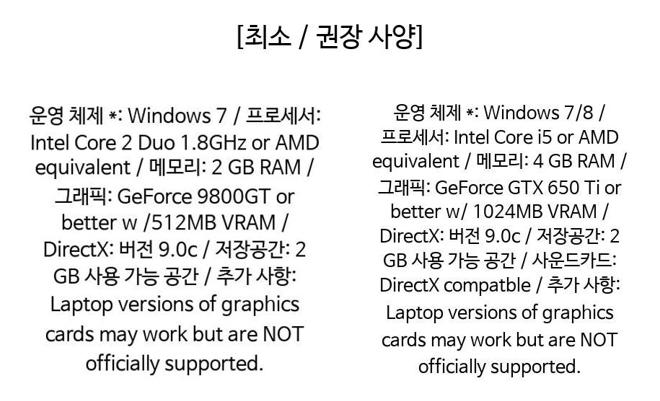 [최소 / 권장 사양]
운영 체제 *: Windows 7 / 프로세서:
Intel Core 2 Duo 1.8GHz or AMD
equivalent / 메모리: 2 GB RAM /
그래픽: GeForce 9800GT or
better w /512MB VRAM /
DirectX: 버전 9.0c / 저장공간: 2
GB 사용 가능 공간 / 추가 사항:
Laptop versions of graphics
cards may work but are NOT
officially supported.
운영 체제 *: Windows 7/8 /
프로세서: Intel Core i5 or AMD
equivalent / 메모리: 4 GB RAM /
그래픽: GeForce GTX 650 Ti or
better w/ 1024MB VRAM /
DirectX: 버전 9.0c / 저장공간: 2
GB 사용 가능 공간 / 사운드카드:
DirectX compatble / 추가 사항:
Laptop versions of graphics
cards may work but are NOT
officially supported.